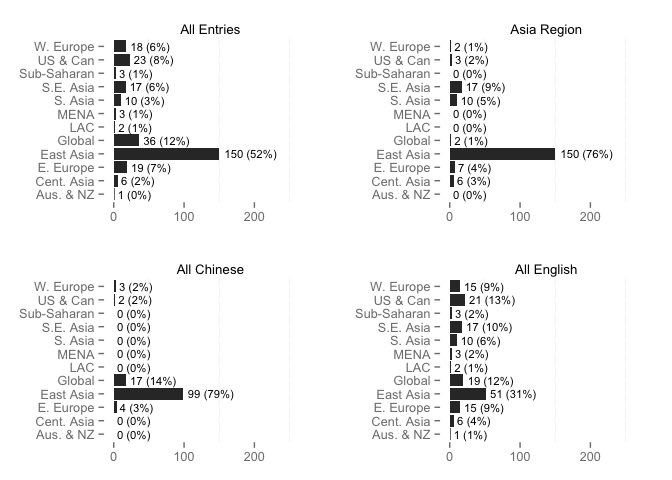 All Entries
W. Europe 18 (6%)
US & Can 23 (8%)
Sub-Saharan 3 (1%)
S.E. Asia 17 (6%)
S. Asia 10 (3%)
MENA 3 (1%)
LAC 2 (1%)
Global 36 (12%)
East Asia 150 (52%)
E. Europe 19 (7%)
Cent. Asia 6 (2%)
Aus. & NZ 1 (0%)
0 100 200
Asia Region
W. Europe 2 (1%)
US & Can 3 (2%)
Sub-Saharan 0 (0%)
S.E. Asia 17 (9%)
S. Asia 10 (5%)
MENA 0 (0%)
LAC 0 (0%)
Global 2 (1%)
East Asia 150 (76%)
E. Europe 7 (4%)
Cent. Asia 6 (3%)
Aus. & NZ 0 (0%)
0 100 200
All Chinese
W. Europe 3 (2%)
US & Can 2 (2%)
Sub-Saharan 0 (0%)
S.E. Asia 0 (0%)
S. Asia 0 (0%)
MENA 0 (0%)
LAC 0 (0%)
Global 17 (14%)
East Asia 99 (79%)
E. Europe 4 (3%)
Cent. Asia 0 (0%)
Aus. & NZ 0 (0%)
0 100 200
All English
W. Europe 15 (9%)
US & Can 21 (13%)
Sub-Saharan 3 (2%)
S.E. Asia 17 (10%)
S. Asia 10 (6%)
MENA 3 (2%)
LAC 2 (1%)
Global 19 (12%)
East Asia 51 (31%)
E. Europe 15 (9%)
Cent. Asia 6 (4%)
Aus. & NZ 1 (1%)
0 100 200